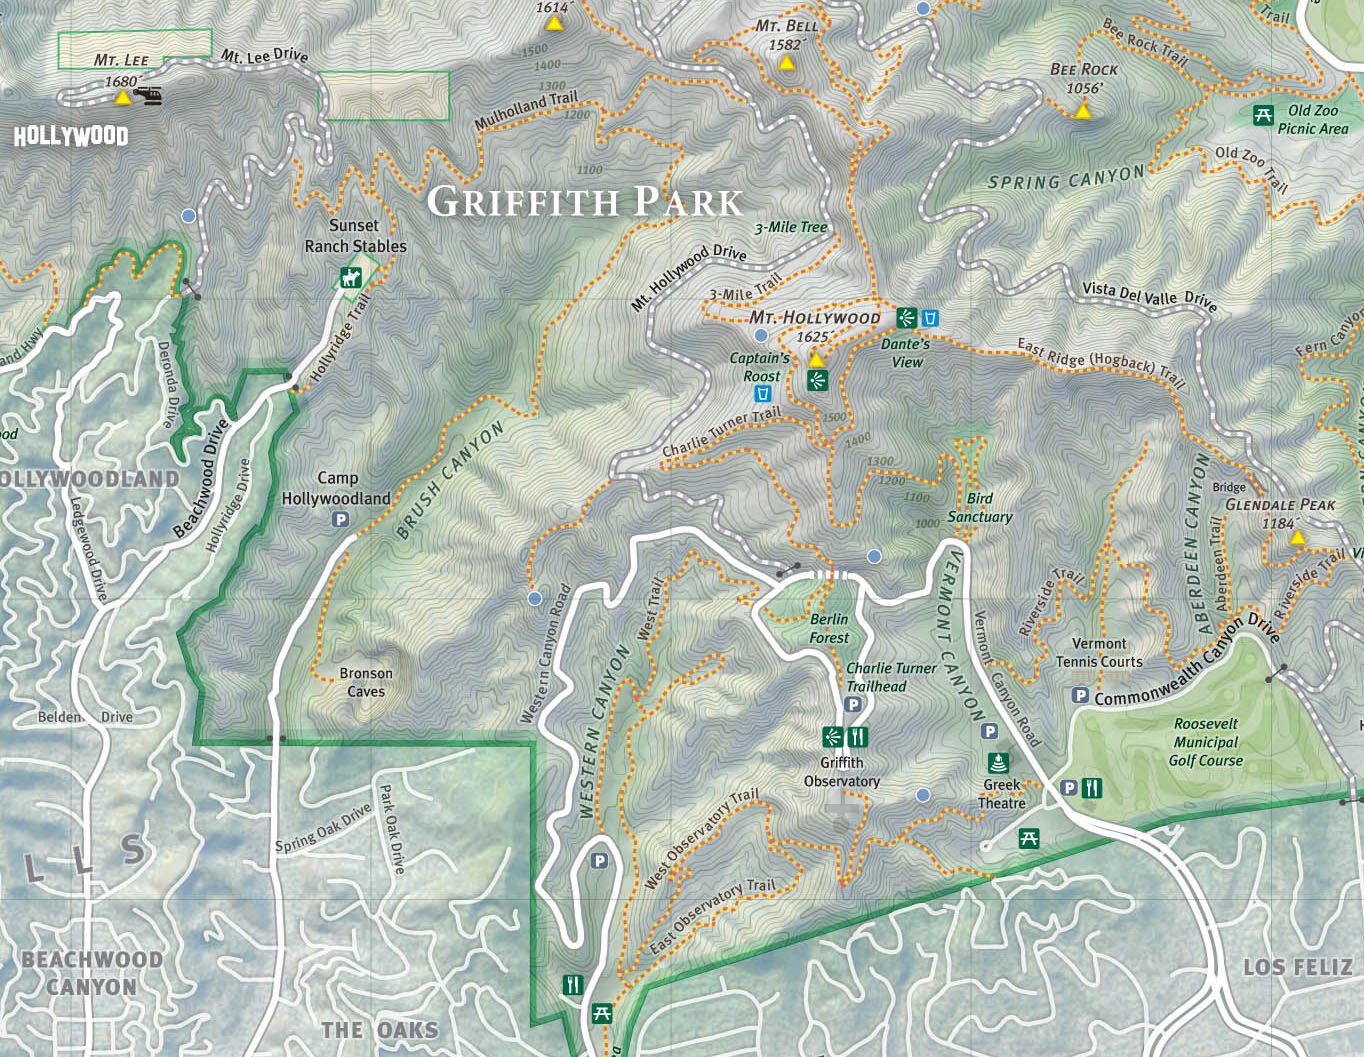 1614´
Mt. Bell
1582´
Trail
Bee Rock Trail
Mt. Lee
1680´
Mt. Lee Drive
1500
1400
1300
1200
1100
Mulholland Trail
Bee Rock
1056'
Old Zoo
Picnic Area
HOLLYWOOD
Old Zoo Trail
Spring Canyon
Griffith Park
Sunset
Ranch Stables
3-Mile Tree
Mt. Hollywood Drive
3-Mile Trail
Vista Del Valle Drive
Mt. Hollywood
1625´
Dante's
View
Captain's
Roost
East Ridge (Hogback) Trail
Fern Canyon
Hollyridge Trail
and Hwy
Deronda Drive
Charlie Turner Trail
1500
1400
1300
1200
1100
1000
ood
OLLYWOODLAND
Beachwood Drive
Hollyridge Drive
Ledgewood Drive
Camp
Hollywoodland
P
Brush Canyon
Bird
Sanctuary
Aberdeen Canyon
Bridge
Glendale Peak
1184´
Aberdeen Trail
Riverside Trail
Vi
Riverside Trail
Western Canyon Road
West Trail
Western Canyon
Berlin
Forest
Vermont Canyon
Vermont Canyon Road
Vermont
Tennis Courts
P
Commonwealth Canyon Drive
Charlie Turner
Trailhead
P
Bronson
Caves
Belden Drive
Roosevelt
Municipal
Golf Course
P
Griffith
Observatory
Greek
Theatre
P
H
Spring Oak Drive
Park Oak Drive
West Observatory Trail
East Observatory Trail
P
L L S
BEACHWOOD
CANYON
THE OAKS
LOS FELIZ